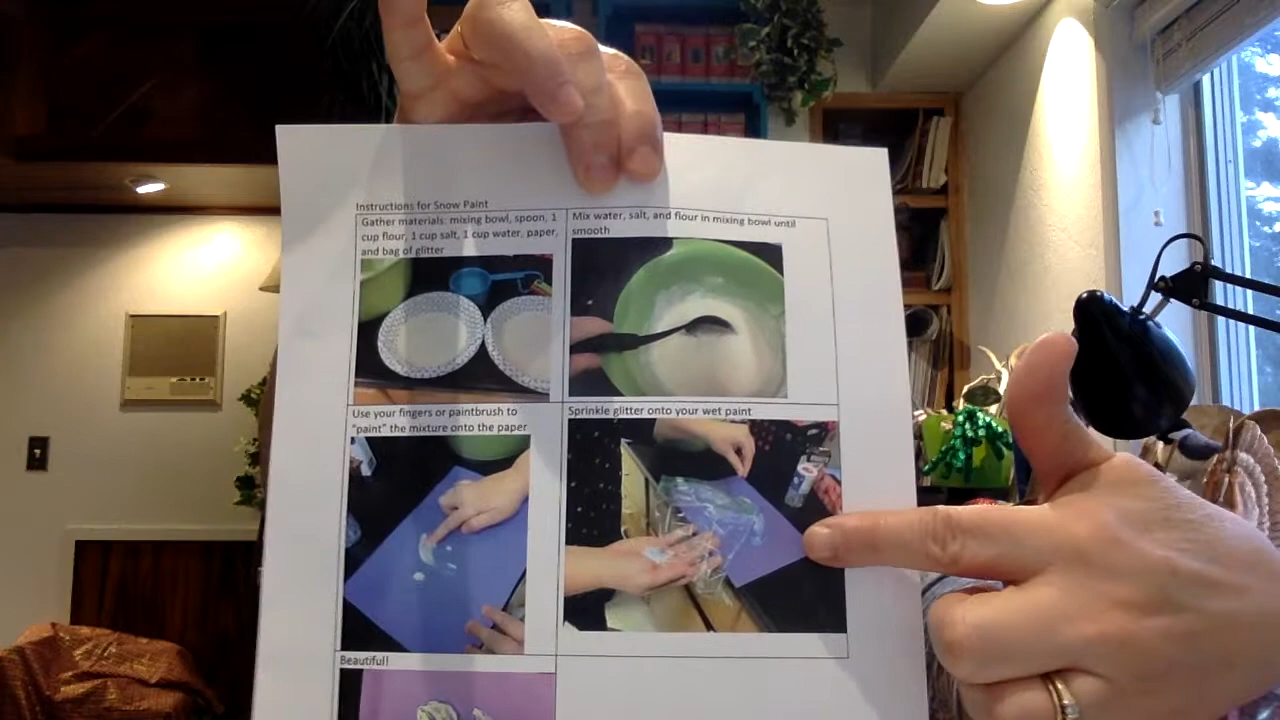 Instructions for Snow Paint
Gather materials: mixing bowl, spoon, 1
cup flour, 1 cup salt, 1 cup water, paper,
and bag of glitter
Mix water, salt, and flour in mixing bowl until
smooth
Use your fingers or paintbrush to
"paint" the mixture onto the paper
Sprinkle glitter onto your wet paint
Beautiful!